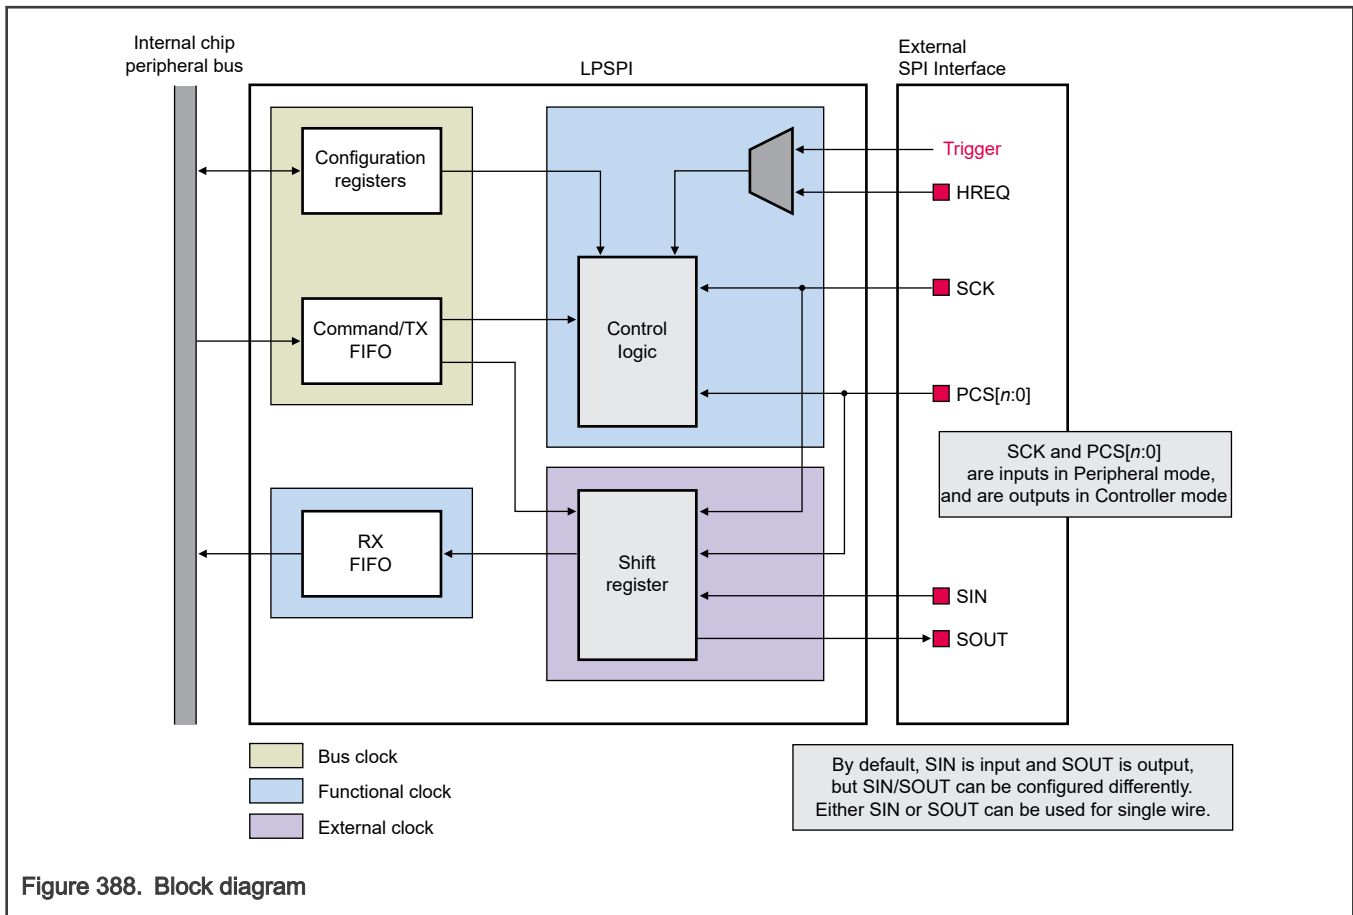 Internal chip
peripheral bus
LPSPI
External
SPI Interface
Configuration
registers
Trigger
HREQ
SCK
Command/TX
FIFO
Control
logic
PCS[n:0]
SCK and PCS[n:0]
are inputs in Peripheral mode,
and are outputs in Controller mode
RX
FIFO
Shift
register
SIN
SOUT
Bus clock
Functional clock
External clock
By default, SIN is input and SOUT is output,
but SIN/SOUT can be configured differently.
Either SIN or SOUT can be used for single wire.
Figure 388. Block diagram